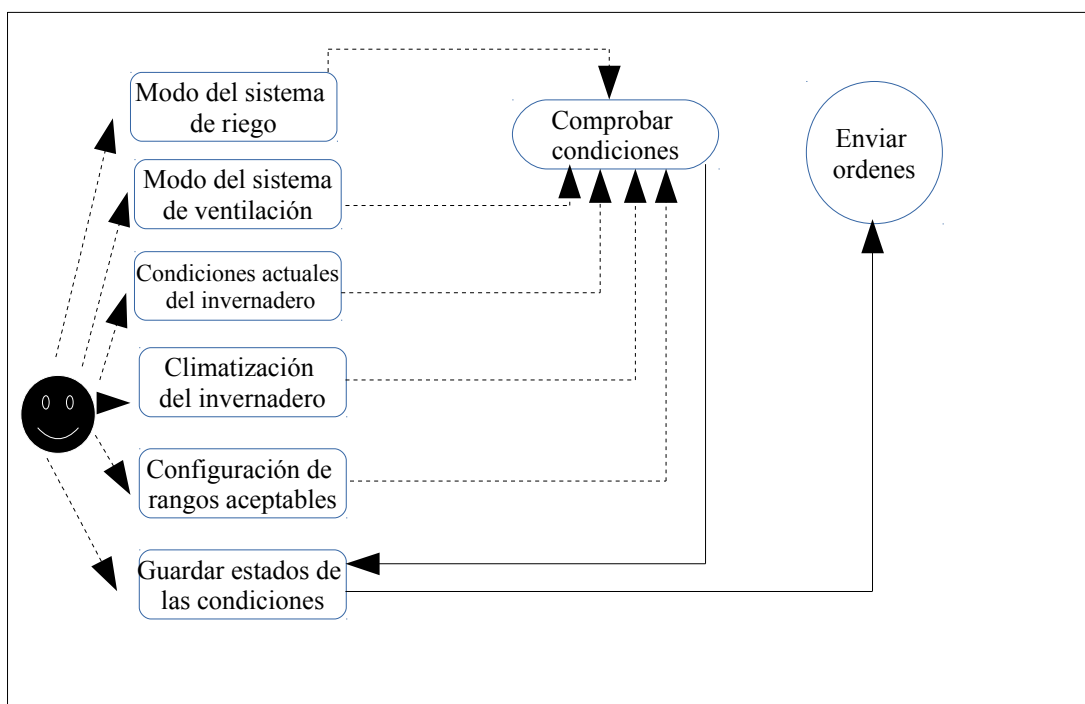 Modo del sistema
de riego
Comprobar
condiciones
Enviar
ordenes
Modo del sistema
de ventilación
Condiciones actuales
del invernadero
Climatización
del invernadero
Configuración de
rangos aceptables
Guardar estados de
las condiciones